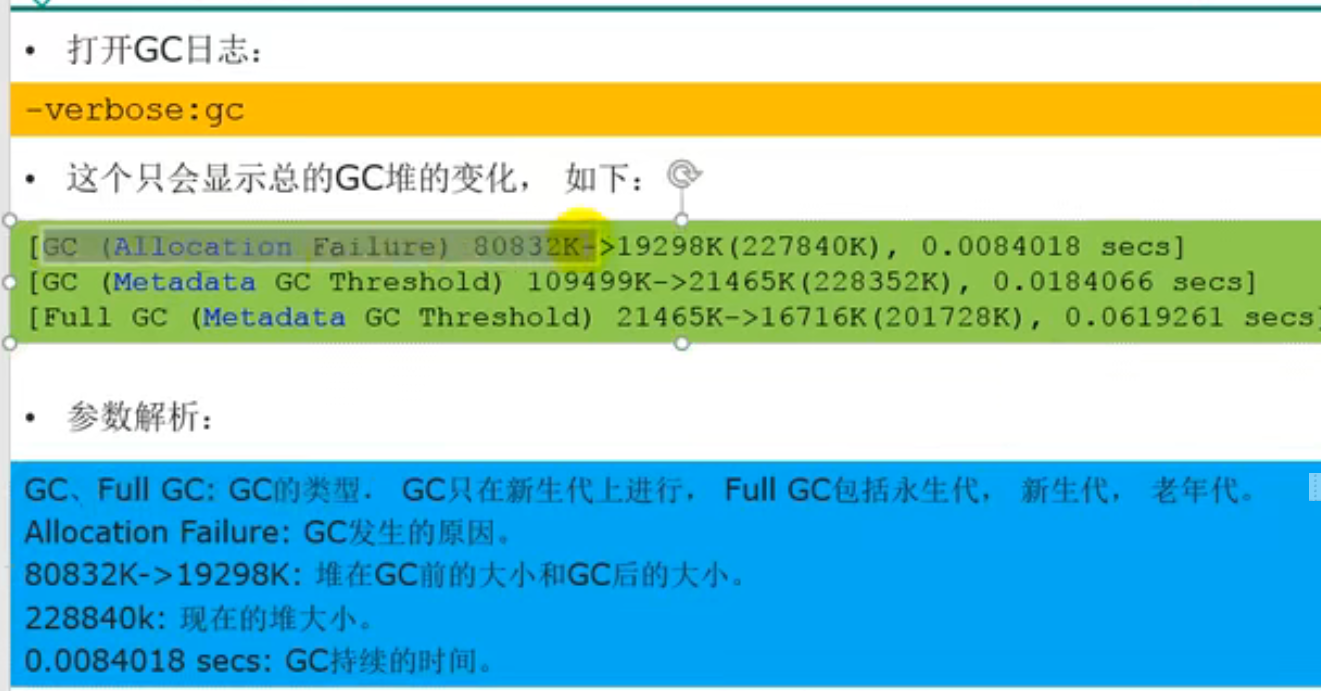 • 打开GC日志：
-verbose:gc
• 这个只会显示总的GC堆的变化， 如下：
[GC (Allocation Failure) 80832K->19298K(227840K), 0.0084018 secs]
[GC (Metadata GC Threshold) 109499K->21465K(228352K), 0.0184066 secs]
[Full GC (Metadata GC Threshold) 21465K->16716K(201728K), 0.0619261 secs]
• 参数解析：
GC、Full GC: GC的类型． GC只在新生代上进行， Full GC包括永生代， 新生代， 老年代。
Allocation Failure: GC发生的原因。
80832K->19298K: 堆在GC前的大小和GC后的大小。
228840k: 现在的堆大小。
0.0084018 secs: GC持续的时间。